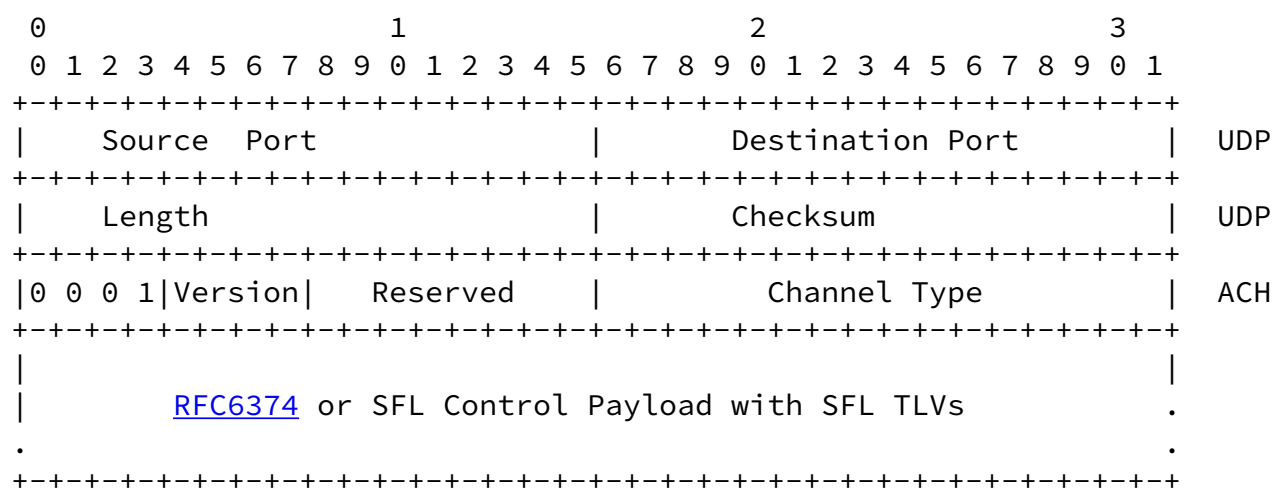 0                   1                   2                   3
 0 1 2 3 4 5 6 7 8 9 0 1 2 3 4 5 6 7 8 9 0 1 2 3 4 5 6 7 8 9 0 1
+-+-+-+-+-+-+-+-+-+-+-+-+-+-+-+-+-+-+-+-+-+-+-+-+-+-+-+-+-+-+-+-+
|    Source  Port               |       Destination Port        |  UDP
+-+-+-+-+-+-+-+-+-+-+-+-+-+-+-+-+-+-+-+-+-+-+-+-+-+-+-+-+-+-+-+-+
|    Length                     |       Checksum                |  UDP
+-+-+-+-+-+-+-+-+-+-+-+-+-+-+-+-+-+-+-+-+-+-+-+-+-+-+-+-+-+-+-+-+
|0 0 0 1|Version|   Reserved    |         Channel Type          |  ACH
+-+-+-+-+-+-+-+-+-+-+-+-+-+-+-+-+-+-+-+-+-+-+-+-+-+-+-+-+-+-+-+-+
|                                                               |
|        RFC6374 or SFL Control Payload with SFL TLVs           .
.                                                               .
+-+-+-+-+-+-+-+-+-+-+-+-+-+-+-+-+-+-+-+-+-+-+-+-+-+-+-+-+-+-+-+-+